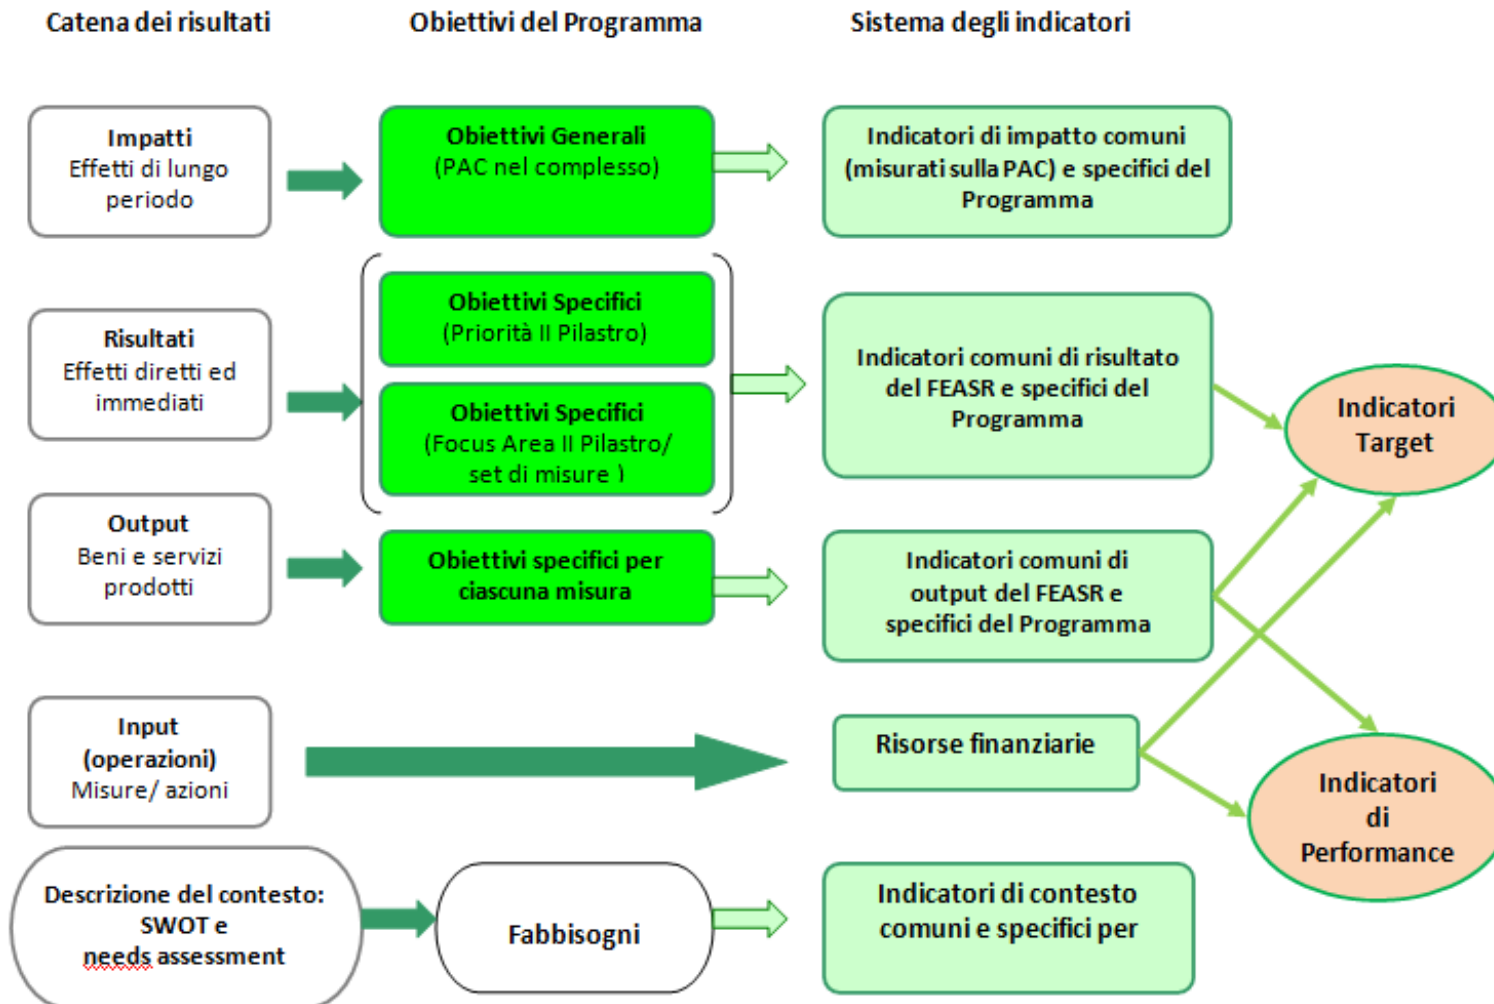 Catena dei risultati
Obiettivi del Programma
Sistema degli indicatori
Impatti
Effetti di lungo
periodo
Obiettivi Generali
(PAC nel complesso)
Indicatori di impatto comuni
(misurati sulla PAC) e specifici del
Programma
Risultati
Effetti diretti ed
immediati
Obiettivi Specifici
(Priorità II Pilastro)
Obiettivi Specifici
(Focus Area II Pilastro/
set di misure )
Indicatori comuni di risultato
del FEASR e specifici del
Programma
Indicatori
Target
Output
Beni e servizi
prodotti
Obiettivi specifici per
ciascuna misura
Indicatori comuni di
output del FEASR e
specifici del Programma
Input
(operazioni)
Misure/ azioni
Risorse finanziarie
Indicatori
di
Performance
Descrizione del contesto:
SWOT e
needs assessment
Fabbisogni
Indicatori di contesto
comuni e specifici per